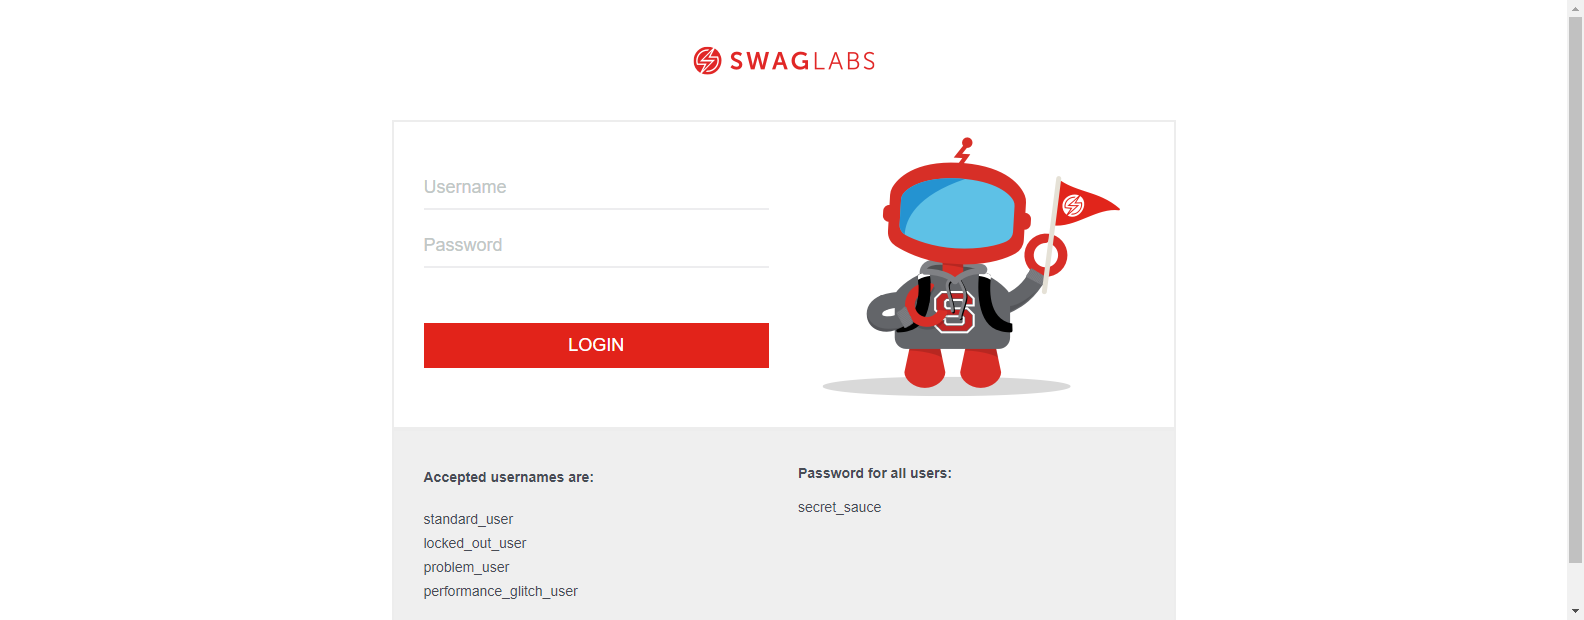 SWAGLABS
Username
Password
LOGIN
S
Accepted usernames are:
standard_user
locked_out_user
problem_user
performance_glitch_user
Password for all users:
secret_sauce